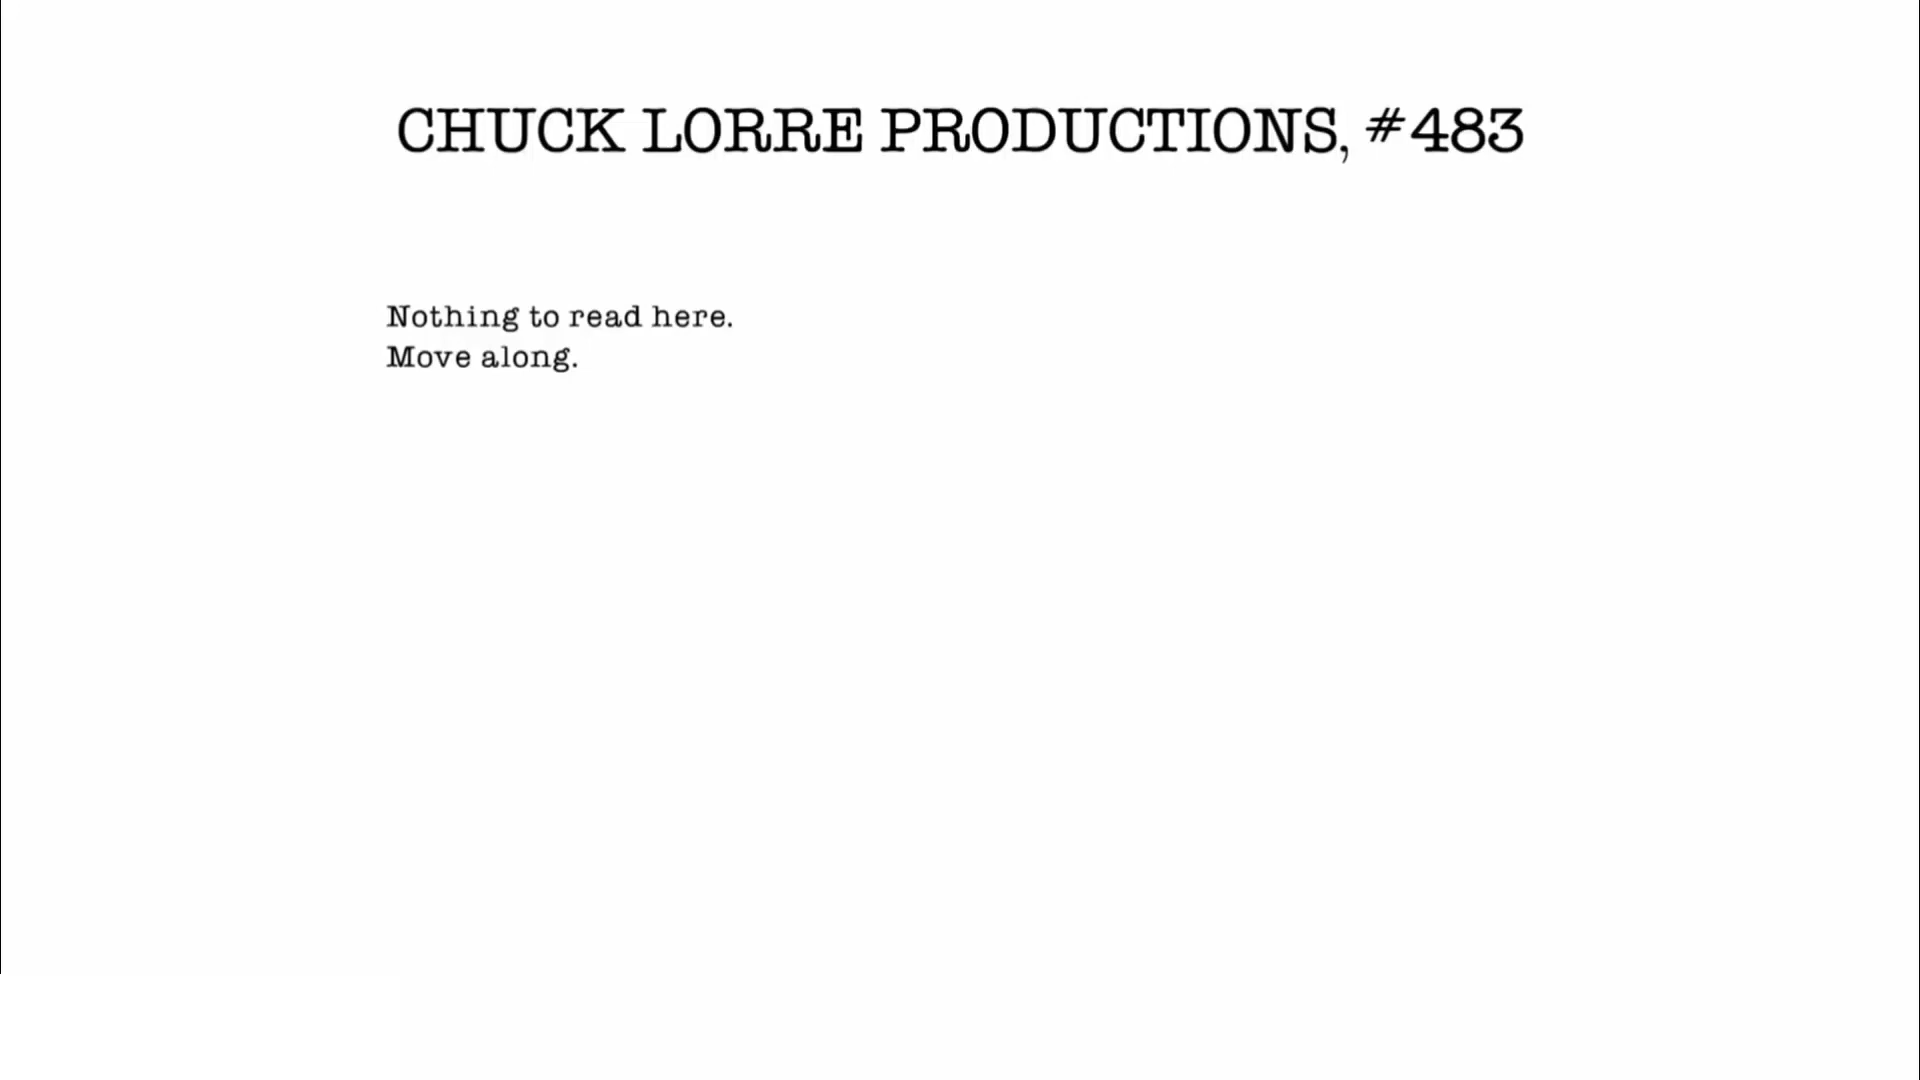 CHUCK LORRE PRODUCTIONS, #483
Nothing to read here.
Move along.